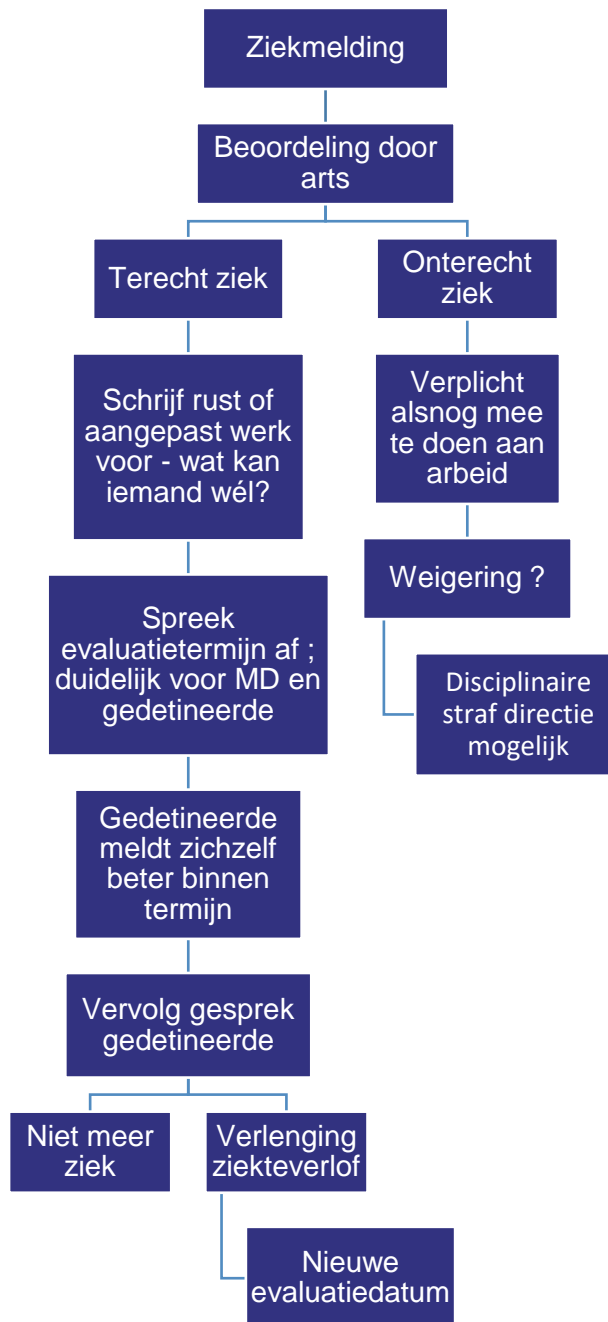 Ziekmelding
Beoordeling door
arts
Terecht ziek
Onterecht
ziek
Schrijf rust of
aangepast werk
voor - wat kan
iemand wél?
Verplicht
alsnog mee
te doen aan
arbeid
Weigering ?
Spreek
evaluatietermijn af ;
duidelijk voor MD en
gedetineerde
Disciplinaire
straf directie
mogelijk
Gedetineerde
meldt zichzelf
beter binnen
termijn
Vervolg gesprek
gedetineerde
Niet meer
ziek
Verlenging
ziekteverlof
Nieuwe
evaluatiedatum